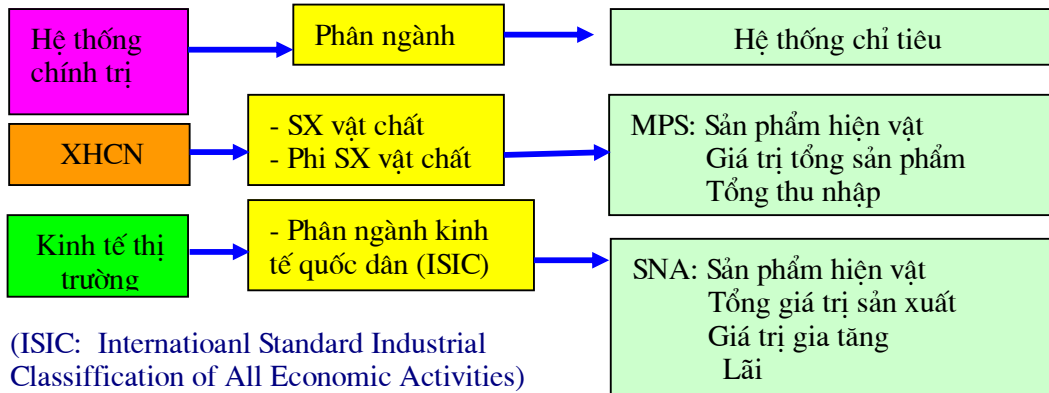 Hệ thống
chính trị
Phân ngành
Hệ thống chỉ tiêu
XHCN
- SX vật chất
- Phi SX vật chất
MPS: Sản phẩm hiện vật
Giá trị tổng sản phẩm
Tổng thu nhập
Kinh tế thị
trường
- Phân ngành kinh
tế quốc dân (ISIC)
SNA: Sản phẩm hiện vật
Tổng giá trị sản xuất
Giá trị gia tăng
Lãi
(ISIC: Internatioanl Standard Industrial
Classiffication of All Economic Activities)